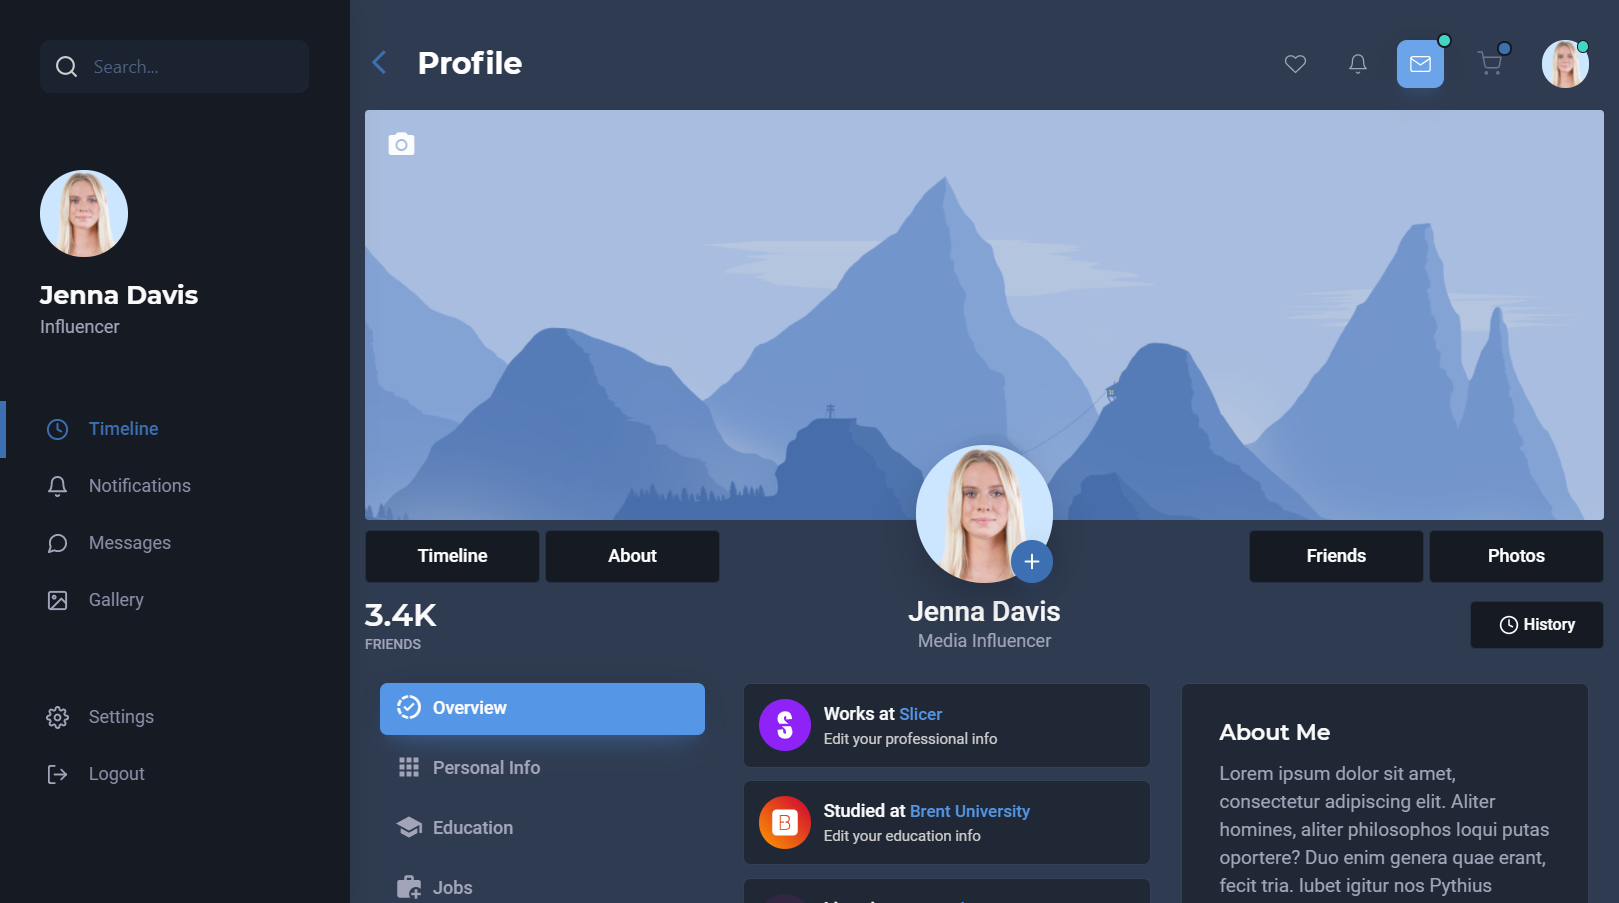 Search...
Profile
Jenna Davis
Influencer
Timeline
Notifications
Messages
Gallery
Settings
Logout
Timeline
About
Friends
Photos
3.4K
FRIENDS
Jenna Davis
Media Influencer
History
Overview
Personal Info
Education
Jobs
Works at Slicer
Edit your professional info
Studied at Brent University
Edit your education info
About Me
Lorem ipsum dolor sit amet,
consectetur adipiscing elit. Aliter
homines, aliter philosophos loqui putas
oportere? Duo enim genera quae erant,
fecit tria. Iubet igitur nos Pythius